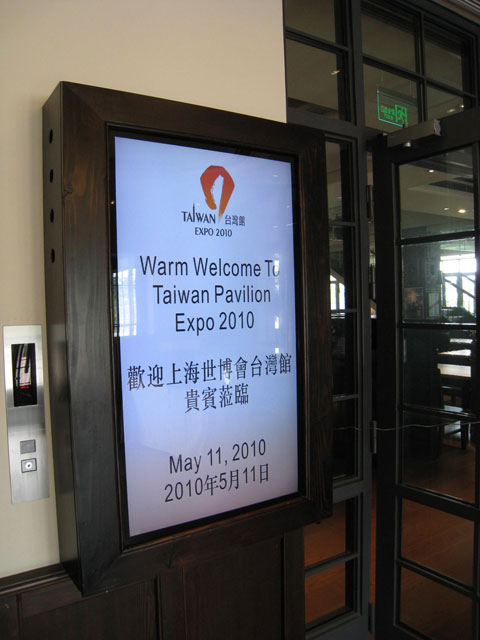 TAIWAN 台灣館
EXPO 2010
Warm Welcome To
Taiwan Pavilion
Expo 2010
歡迎上海世博會台灣館
貴賓蒞臨
May 11, 2010
2010年5月11日